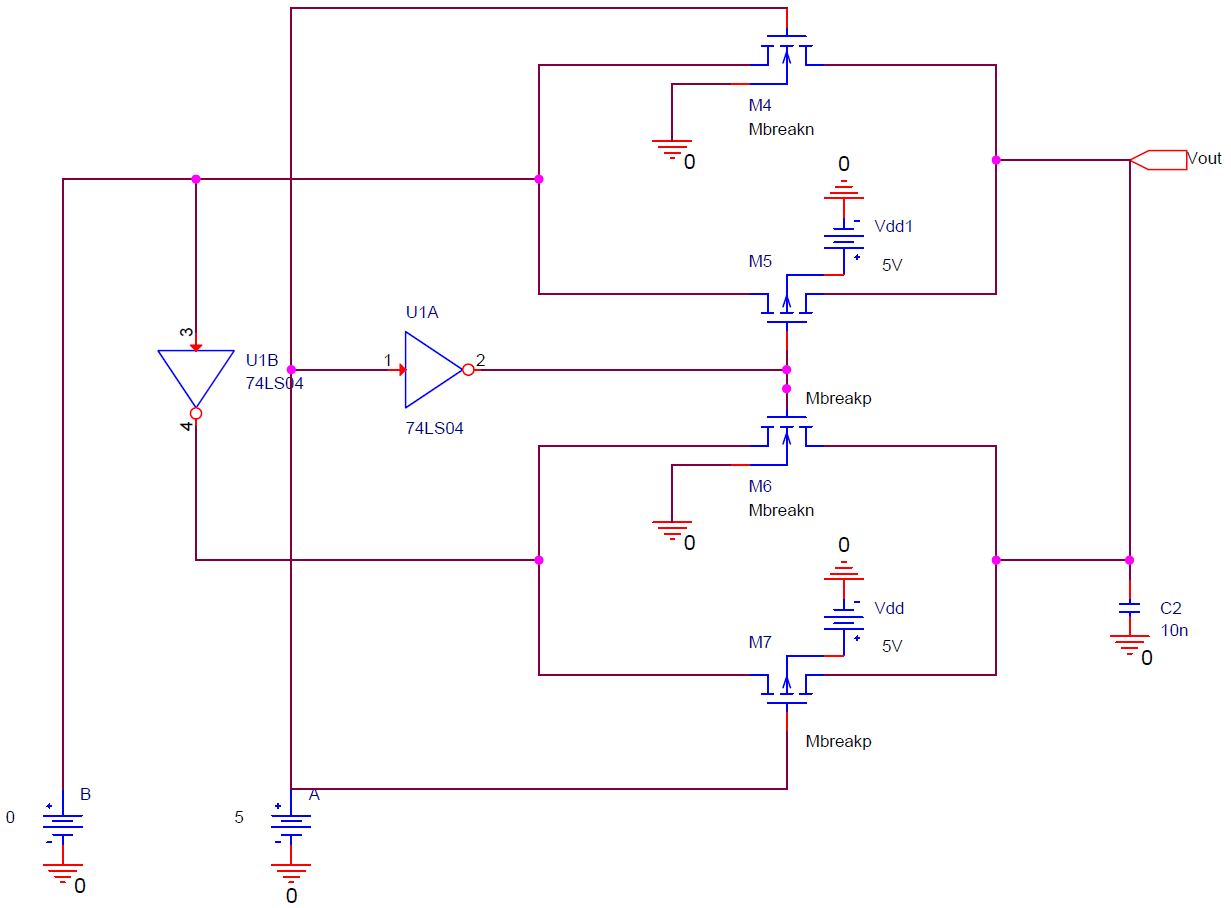 M4
Mbreakn
0
0
Vout
Vdd1
5V
-
+
M5
U1A
3
1
2
U1B
74LS04
4
74LS04
Mbreakp
M6
Mbreakn
0
0
Vdd
5V
-
+
C2
10n
0
M7
Mbreakp
B
0
+
-
0
A
5
+
-
0